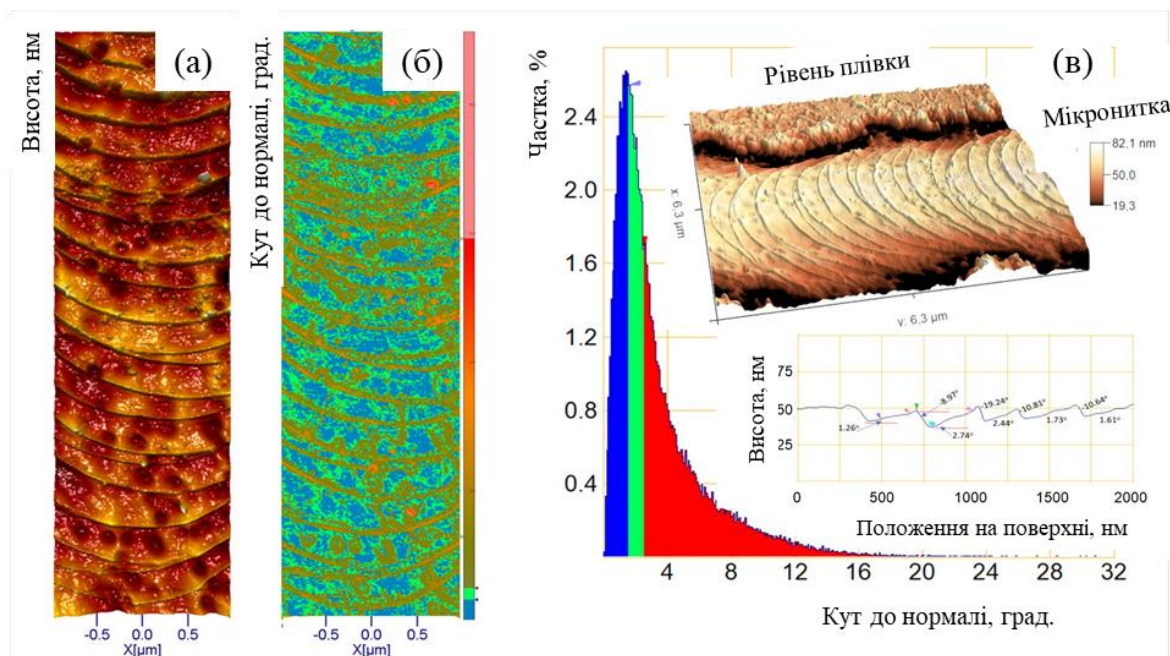 Висота, нм
(а)
-0.5 0.0 0.5
X[µm]
Кут до нормалі, град.
(б)
-0.5 0.0 0.5
X[µm]
Частка, %
2.4
2.0
1.6
1.2
0.8
0.4
4 8 12 16 20 24 28 32
Кут до нормалі, град.
(в)
Рівень плівки
Мікронитка
82,1 nm
50,0
19,3
x: 6.3 µm
y: 6.3 µm
Висота, нм
75
50
25
1.26°
-8.97°
2.74°
-19.24°
2.44°
-10.81°
1.73°
-10.64°
1.61°
0 500 1000 1500 2000
Положення на поверхні, нм